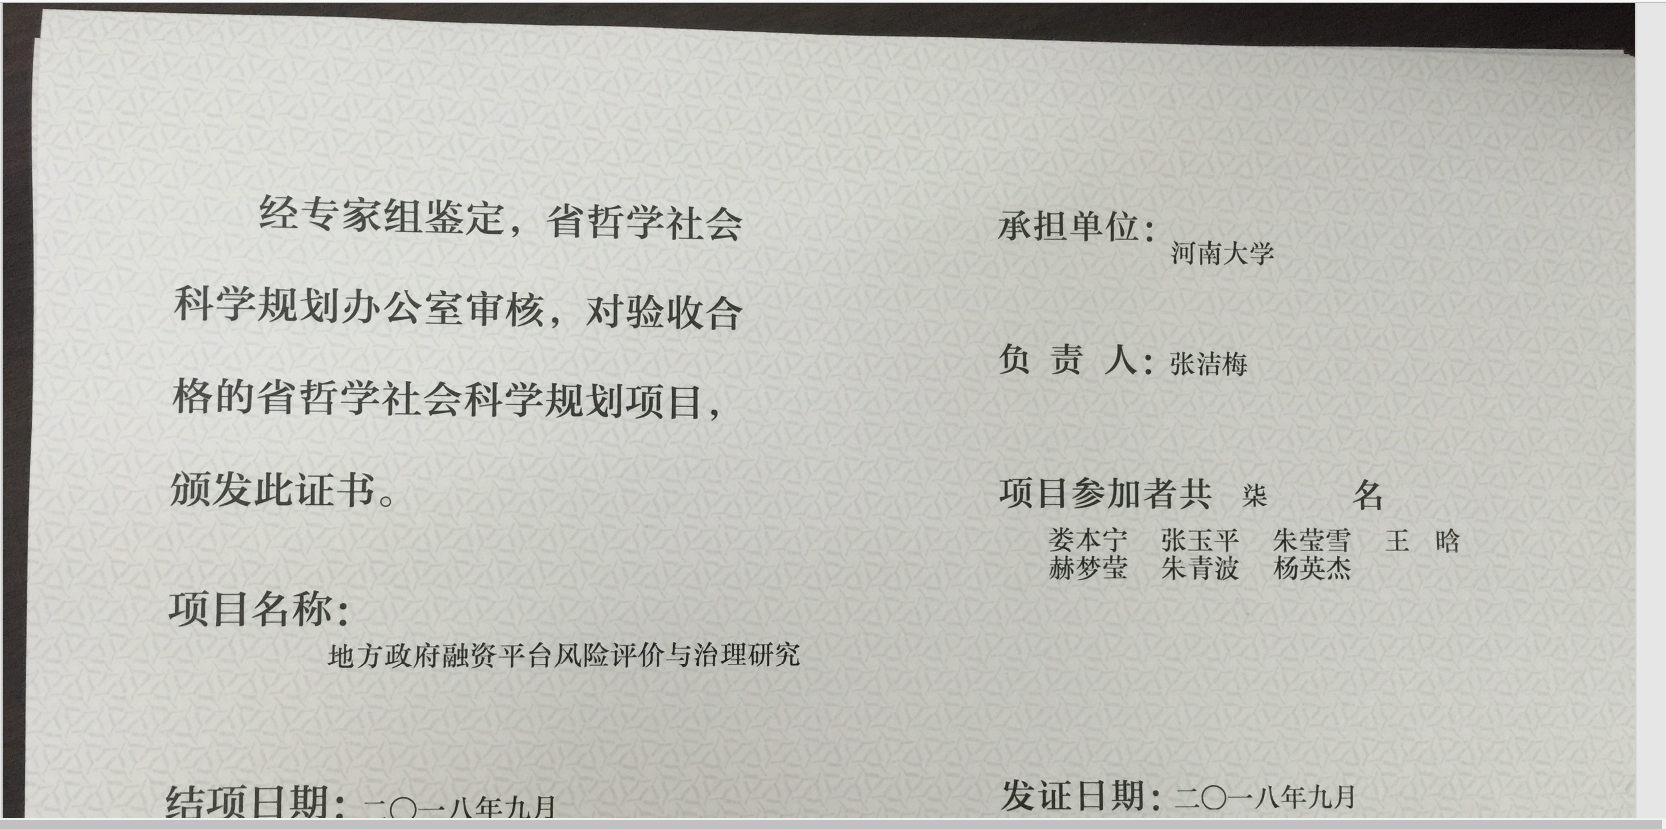 经专家组鉴定，省哲学社会
科学规划办公室审核，对验收合
格的省哲学社会科学规划项目，
颁发此证书。
项目名称：
地方政府融资平台风险评价与治理研究
结项日期：二〇一八年九月
承担单位：
河南大学
负 责 人：张洁梅
项目参加者共 柒 名
娄本宁 张玉平 朱莹雪 王 晗
赫梦莹 朱青波 杨英杰
发证日期：二〇一八年九月